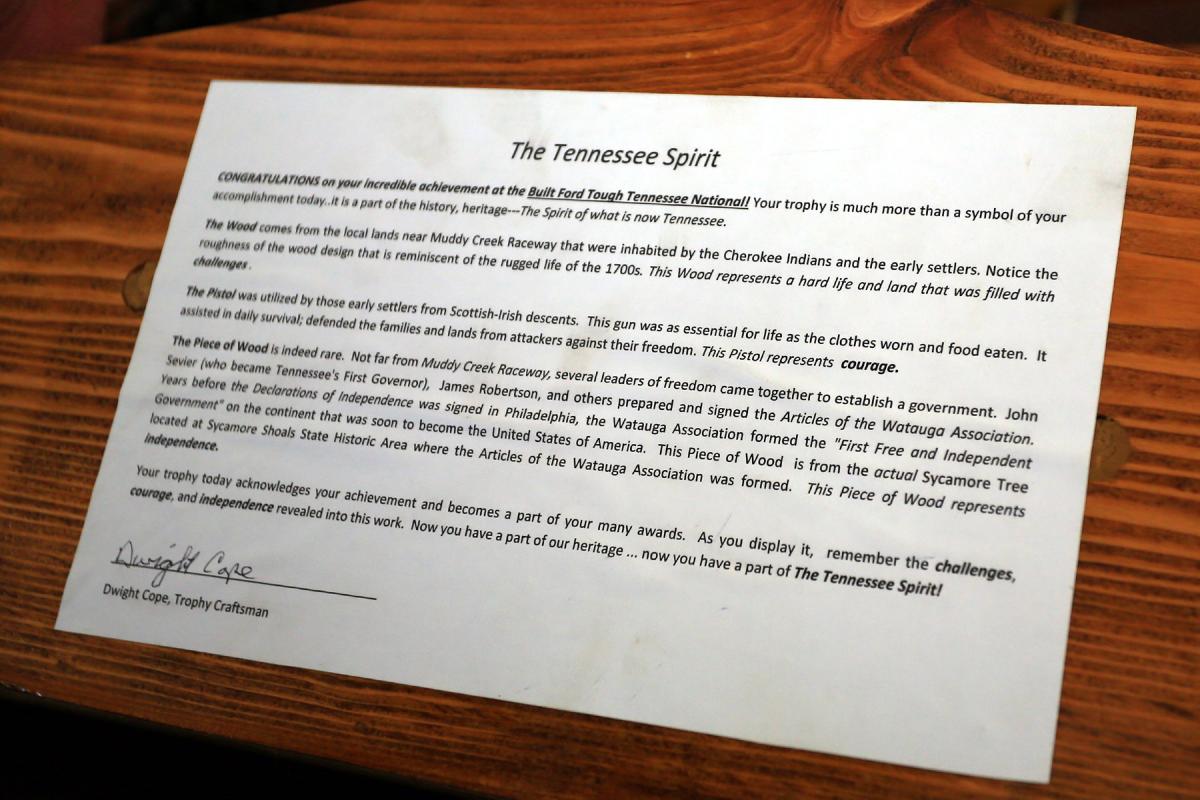 The Tennessee Spirit
CONGRATULATIONS on your incredible achievement at the Built Ford Tough Tennessee National! Your trophy is much more than a symbol of your
accomplishment today..it is a part of the history, heritage---The Spirit of what is now Tennessee.
The Wood comes from the local lands near Muddy Creek Raceway that were inhabited by the Cherokee Indians and the early settlers. Notice the
roughness of the wood design that is reminiscent of the rugged life of the 1700s. This Wood represents a hard life and land that was filled with
challenges.
The Pistol was utilized by those early settlers from Scottish-Irish descents. This gun was as essential for life as the clothes worn and food eaten. It
assisted in daily survival; defended the families and lands from attackers against their freedom. This Pistol represents courage.
The Piece of Wood is indeed rare. Not far from Muddy Creek Raceway, several leaders of freedom came together to establish a government. John
Sevier (who became Tennessee's First Governor), James Robertson, and others prepared and signed the Articles of the Watauga Association.
Years before the Declarations of Independence was signed in Philadelphia, the Watauga Association formed the "First Free and Independent
Government" on the continent that was soon to become the United States of America. This Piece of Wood is from the actual Sycamore Tree
located at Sycamore Shoals State Historic Area where the Articles of the Watauga Association was formed. This Piece of Wood represents
independence.
Your trophy today acknowledges your achievement and becomes a part of your many awards. As you display it, remember the challenges,
courage, and independence revealed into this work. Now you have a part of our heritage ... now you have a part of The Tennessee Spirit!
Dwight Cope
Dwight Cope, Trophy Craftsman